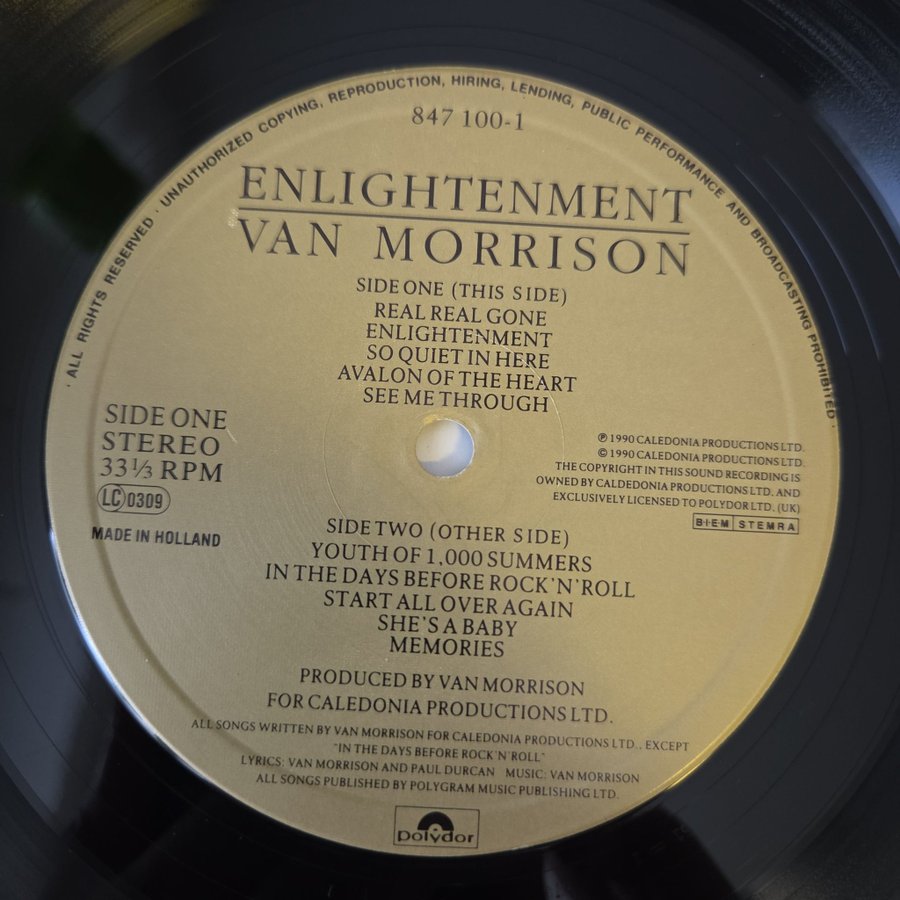 · ALL RIGHTS RESERVED · UNAUTHORIZED COPYING, REPRODUCTION, HIRING, LENDING, PUBLIC PERFORMANCE AND BROADCASTING PROHIBITED ·
847 100-1
ENLIGHTENMENT
VAN MORRISON
SIDE ONE (THIS SIDE)
REAL REAL GONE
ENLIGHTENMENT
SO QUIET IN HERE
AVALON OF THE HEART
SEE ME THROUGH
SIDE ONE
STEREO
33⅓ RPM
LC 0309
MADE IN HOLLAND
℗ 1990 CALEDONIA PRODUCTIONS LTD.
© 1990 CALEDONIA PRODUCTIONS LTD.
THE COPYRIGHT IN THIS SOUND RECORDING IS
OWNED BY CALDEDONIA PRODUCTIONS LTD. AND
EXCLUSIVELY LICENSED TO POLYDOR LTD. (UK)
B·I·E·M STEMRA
SIDE TWO (OTHER SIDE)
YOUTH OF 1,000 SUMMERS
IN THE DAYS BEFORE ROCK'N'ROLL
START ALL OVER AGAIN
SHE'S A BABY
MEMORIES
PRODUCED BY VAN MORRISON
FOR CALEDONIA PRODUCTIONS LTD.
ALL SONGS WRITTEN BY VAN MORRISON FOR CALEDONIA PRODUCTIONS LTD., EXCEPT
"IN THE DAYS BEFORE ROCK'N'ROLL"
LYRICS: VAN MORRISON AND PAUL DURCAN MUSIC: VAN MORRISON
ALL SONGS PUBLISHED BY POLYGRAM MUSIC PUBLISHING LTD.
polydor